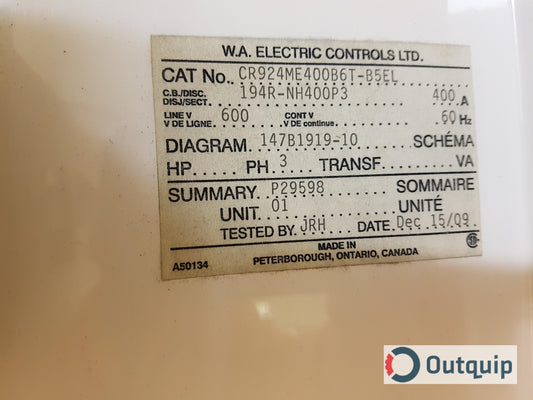 W.A. ELECTRIC CONTROLS LTD.
CAT No. CR924ME400B6T-B5EL
C.B./DISC. DISJ/SECT. 194R-NH400P3 400 A
LINE V V DE LIGNE. 600 CONT V V DE continue. 60 Hz
DIAGRAM. 147B1919-10 SCHÉMA
HP PH 3 TRANSF. VA
SUMMARY P29598 SOMMAIRE
UNIT 01 UNITÉ
TESTED BY JRH DATE Dec 15/09
MADE IN
A50134 PETERBOROUGH, ONTARIO, CANADA
Outquip